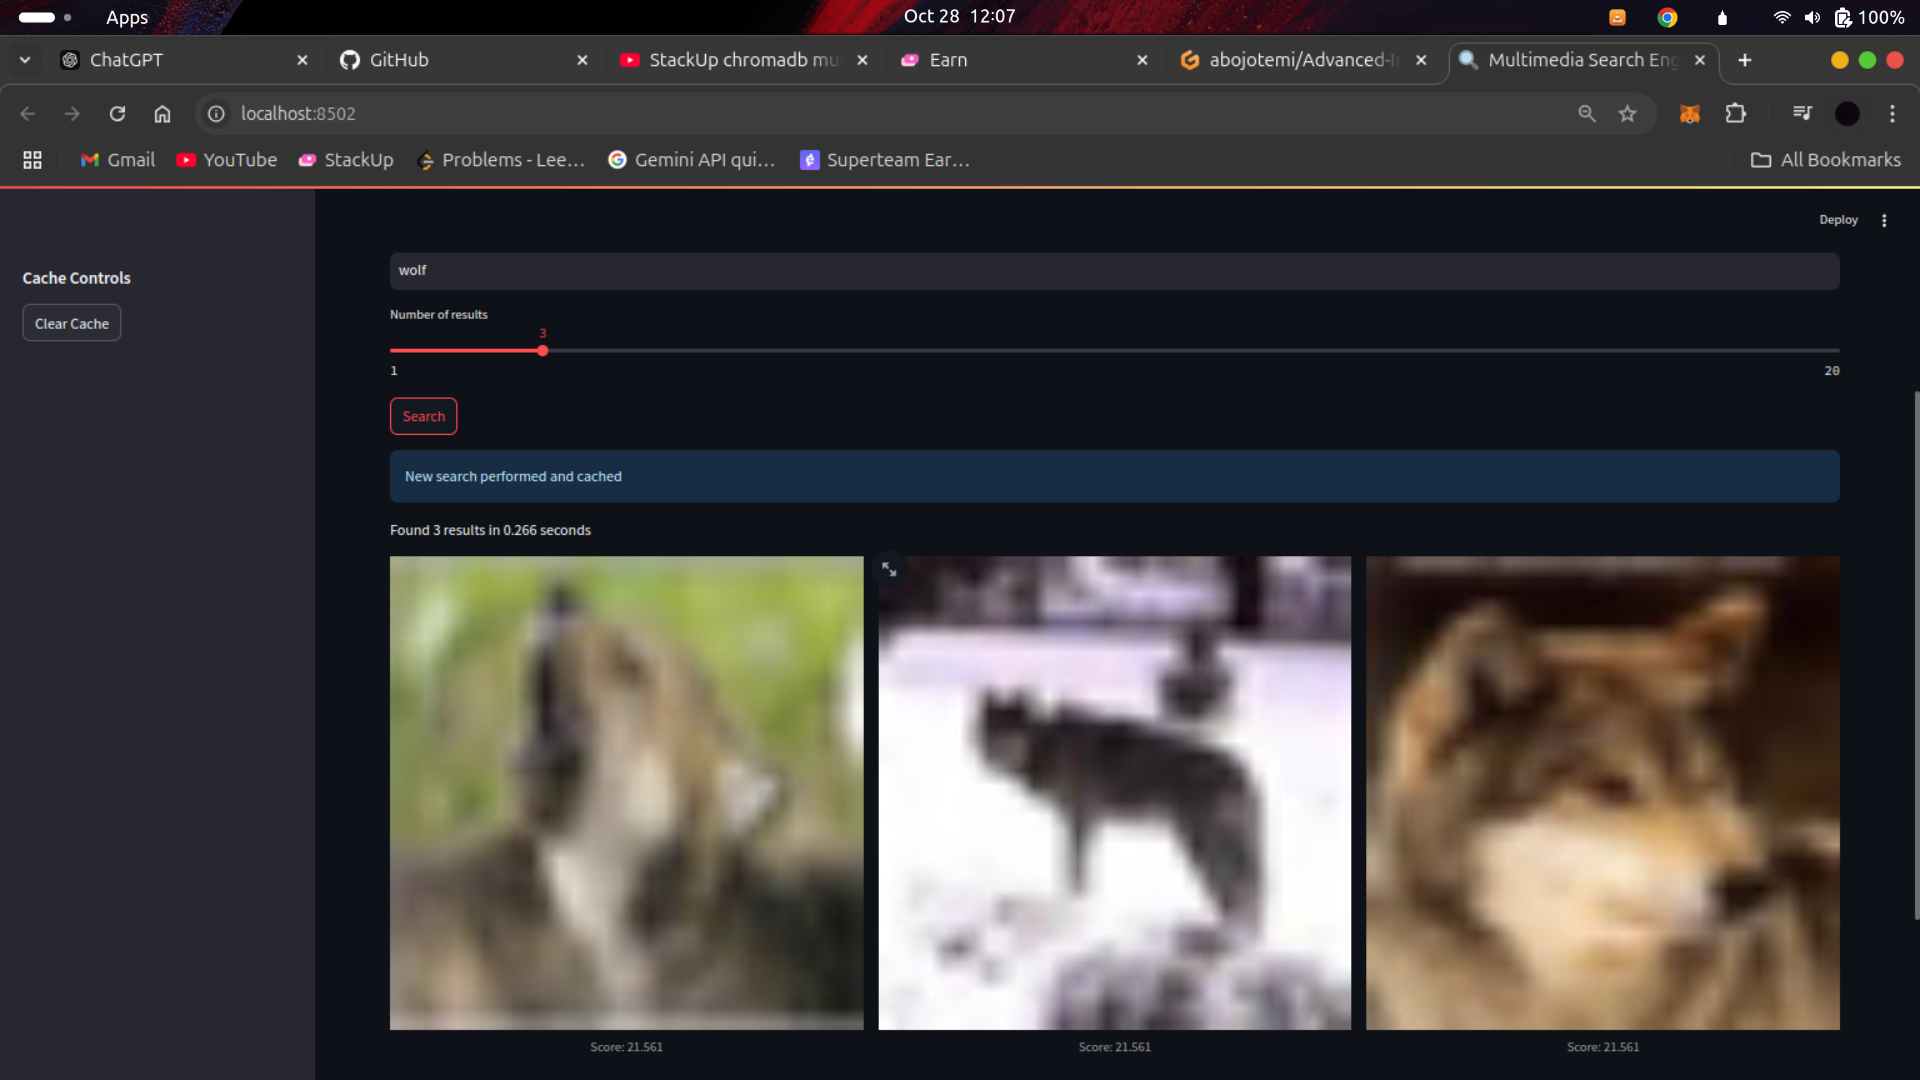 Apps
Oct 28 12:07
100%
ChatGPT
GitHub
StackUp chromadb mu
Earn
abojotemi/Advanced-I
Multimedia Search Eng
localhost:8502
Gmail
YouTube
StackUp
Problems - Lee...
Gemini API qui...
Superteam Ear...
All Bookmarks
Deploy
Cache Controls
Clear Cache
wolf
Number of results
3
1
20
Search
New search performed and cached
Found 3 results in 0.266 seconds
Score: 21.561
Score: 21.561
Score: 21.561